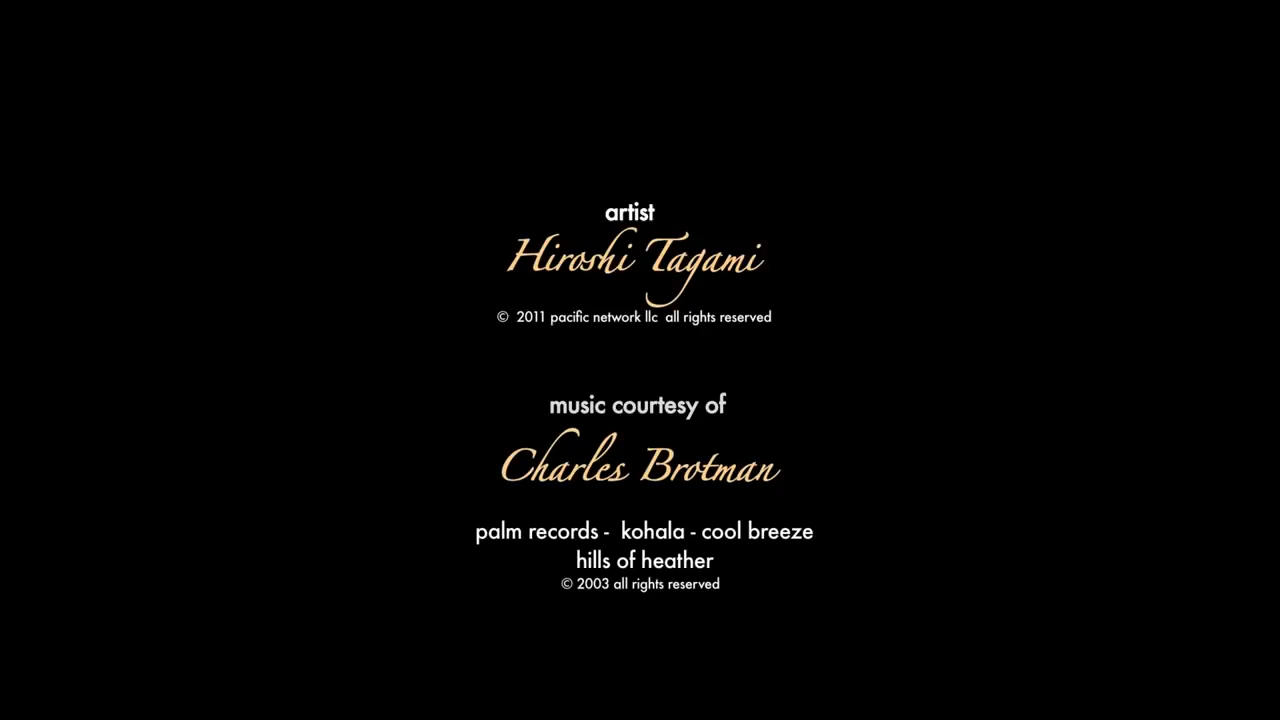 artist
Hiroshi Tagami
© 2011 pacific network llc all rights reserved
music courtesy of
Charles Brotman
palm records - kohala - cool breeze
hills of heather
© 2003 all rights reserved